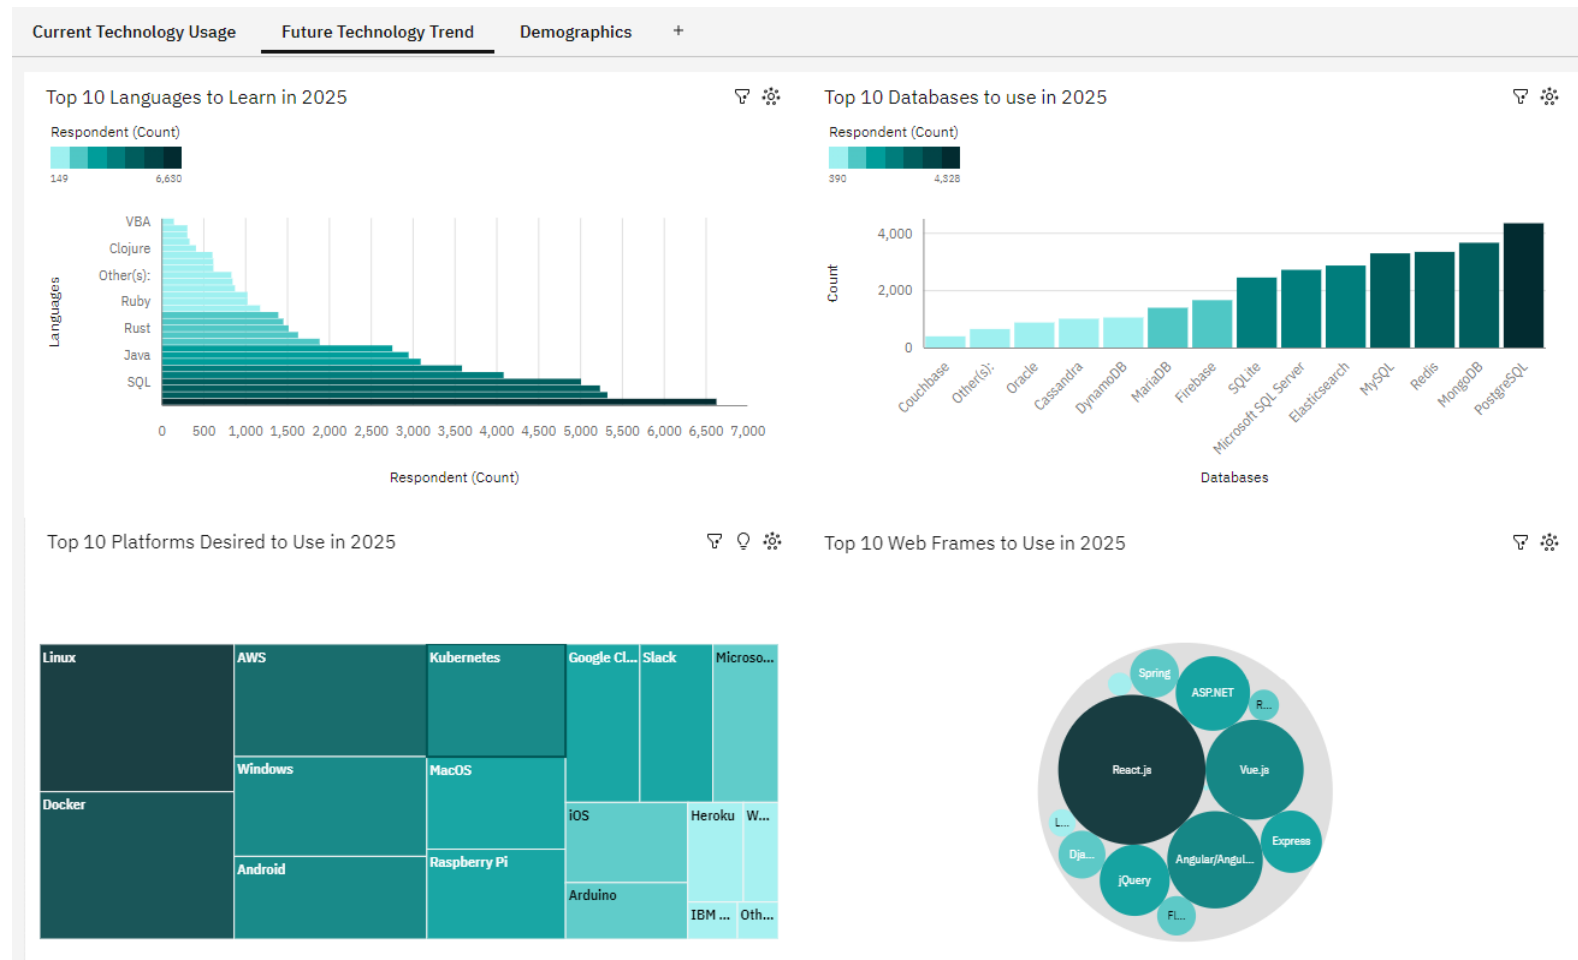 Current Technology Usage
Future Technology Trend
Demographics
+
Top 10 Languages to Learn in 2025
Respondent (Count)
149
6,630
VBA
Clojure
Other(s):
Ruby
Rust
Java
SQL
Languages
0 500 1,000 1,500 2,000 2,500 3,000 3,500 4,000 4,500 5,000 5,500 6,000 6,500 7,000
Respondent (Count)
Top 10 Databases to use in 2025
Respondent (Count)
390
4,328
4,000
2,000
0
Count
Couchbase
Other(s):
Oracle
Cassandra
DynamoDB
MariaDB
Firebase
SQLite
Microsoft SQL Server
Elasticsearch
MySQL
Redis
MongoDB
PostgreSQL
Databases
Top 10 Platforms Desired to Use in 2025
Linux
AWS
Kubernetes
Google Cl...
Slack
Microso...
Windows
MacOS
Docker
iOS
Heroku
W...
Android
Raspberry Pi
Arduino
IBM ...
Oth...
Top 10 Web Frames to Use in 2025
Spring
ASP.NET
R...
React.js
Vue.js
L...
Express
Dja...
Angular/Angul...
jQuery
Fl...